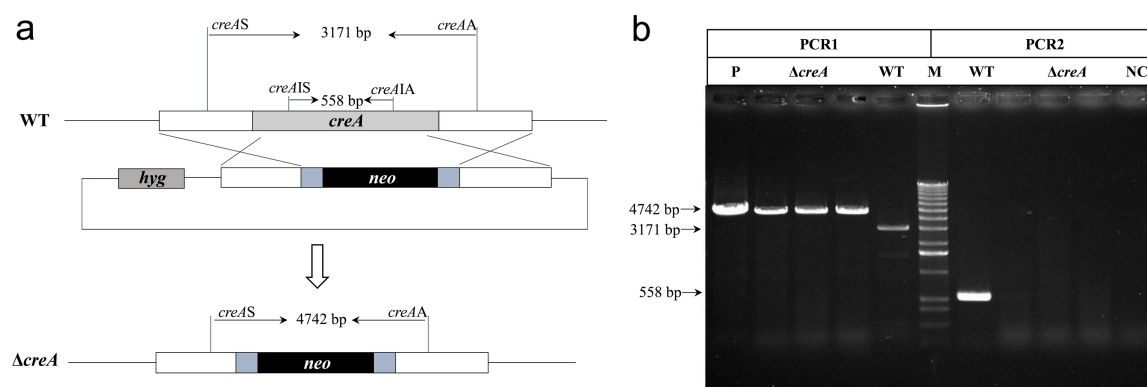 a
creAS
3171 bp
creAA
creAIS
558 bp
creAIA
WT
creA
hyg
neo
creAS
4742 bp
creAA
ΔcreA
neo
b
PCR1
PCR2
P
ΔcreA
WT
M
WT
ΔcreA
NC
4742 bp
3171 bp
558 bp